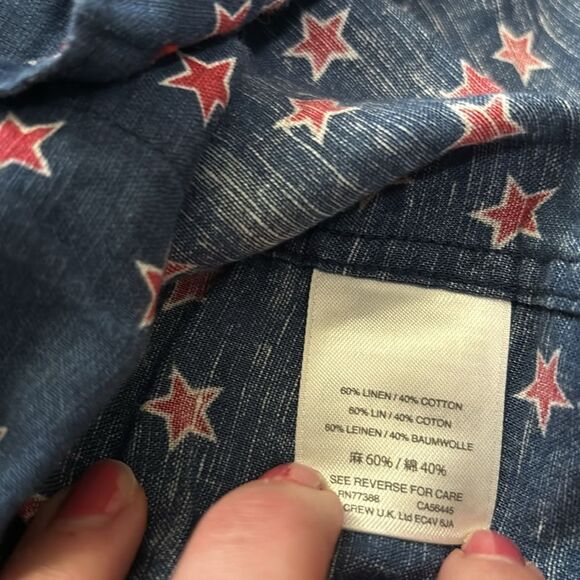 60% LINEN / 40% COTTON
60% LIN / 40% COTON
60% LEINEN / 40% BAUMWOLLE
麻 60% / 綿 40%
SEE REVERSE FOR CARE
RN77388 CA56445
CREW U.K. Ltd EC4V 6JA